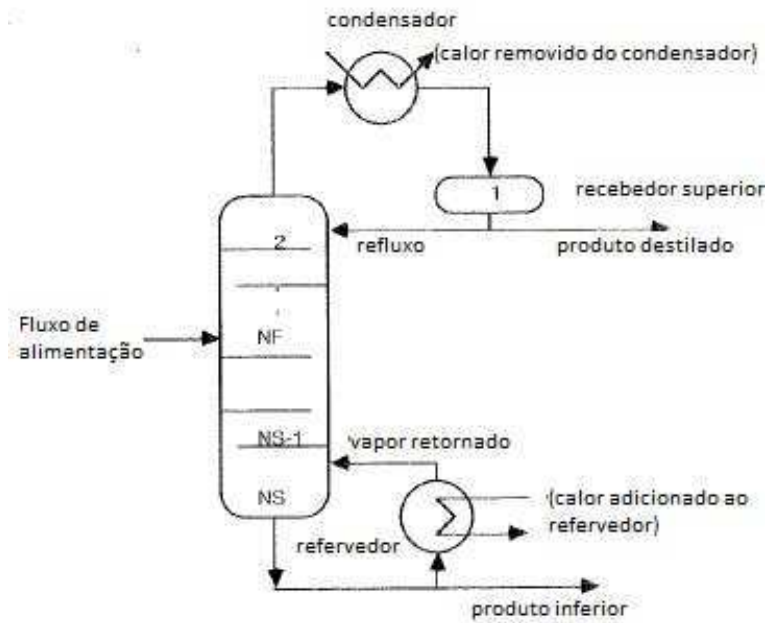 condensador
(calor removido do condensador)
1
recebedor superior
2
refluxo
produto destilado
Fluxo de
alimentação
NF
NS-1
vapor retornado
NS
(calor adicionado ao
refervedor)
refervedor
produto inferior